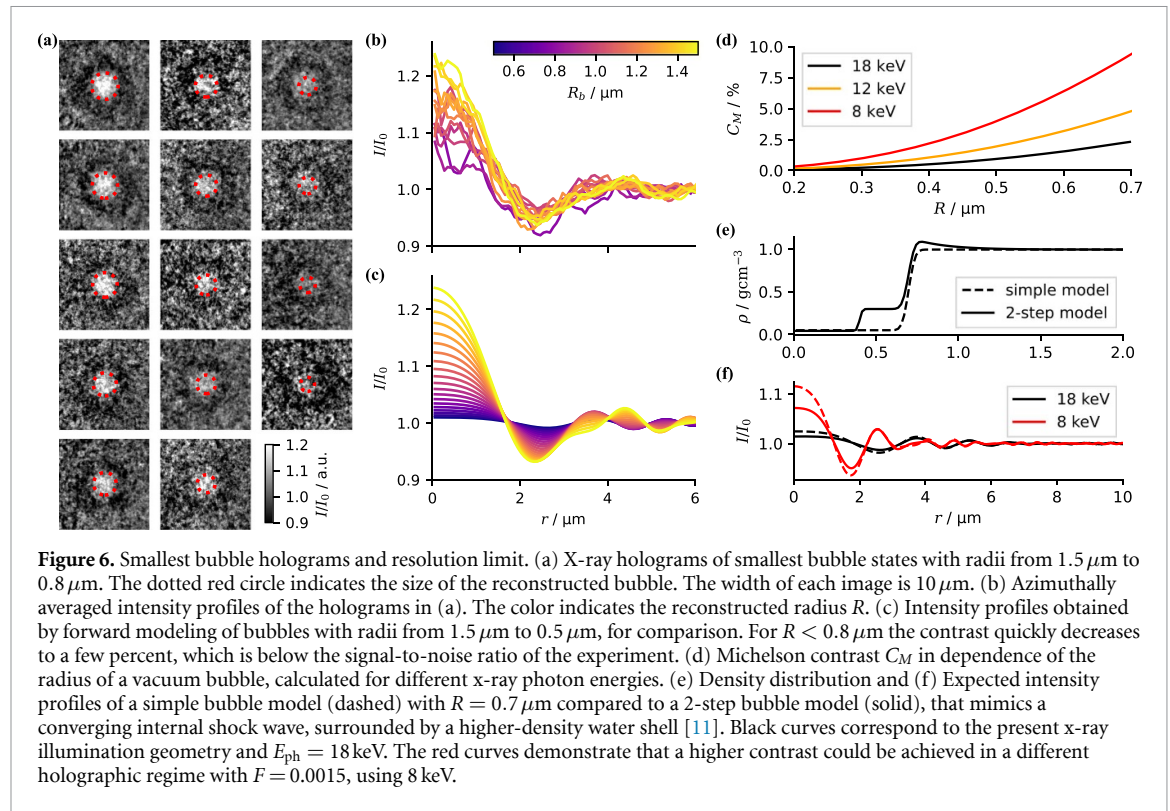 (a)
I/I0 / a.u.
1.2
1.1
1.0
0.9
(b)
0.6 0.8 1.0 1.2 1.4
Rb / μm
I/I0
1.2
1.1
1.0
0.9
(c)
I/I0
1.2
1.1
1.0
0.9
0 2 4 6
r / μm
(d)
CM / %
10.0
7.5
5.0
2.5
0.0
18 keV
12 keV
8 keV
0.2 0.3 0.4 0.5 0.6 0.7
R / μm
(e)
ρ / gcm−3
1.0
0.5
0.0
simple model
2-step model
0.0 0.5 1.0 1.5 2.0
(f)
I/I0
1.1
1.0
18 keV
8 keV
0 2 4 6 8 10
r / μm
Figure 6. Smallest bubble holograms and resolution limit. (a) X-ray holograms of smallest bubble states with radii from 1.5 μm to
0.8 μm. The dotted red circle indicates the size of the reconstructed bubble. The width of each image is 10 μm. (b) Azimuthally
averaged intensity profiles of the holograms in (a). The color indicates the reconstructed radius R. (c) Intensity profiles obtained
by forward modeling of bubbles with radii from 1.5 μm to 0.5 μm, for comparison. For R < 0.8 μm the contrast quickly decreases
to a few percent, which is below the signal-to-noise ratio of the experiment. (d) Michelson contrast CM in dependence of the
radius of a vacuum bubble, calculated for different x-ray photon energies. (e) Density distribution and (f) Expected intensity
profiles of a simple bubble model (dashed) with R = 0.7 μm compared to a 2-step bubble model (solid), that mimics a
converging internal shock wave, surrounded by a higher-density water shell [11]. Black curves correspond to the present x-ray
illumination geometry and Eph = 18 keV. The red curves demonstrate that a higher contrast could be achieved in a different
holographic regime with F = 0.0015, using 8 keV.